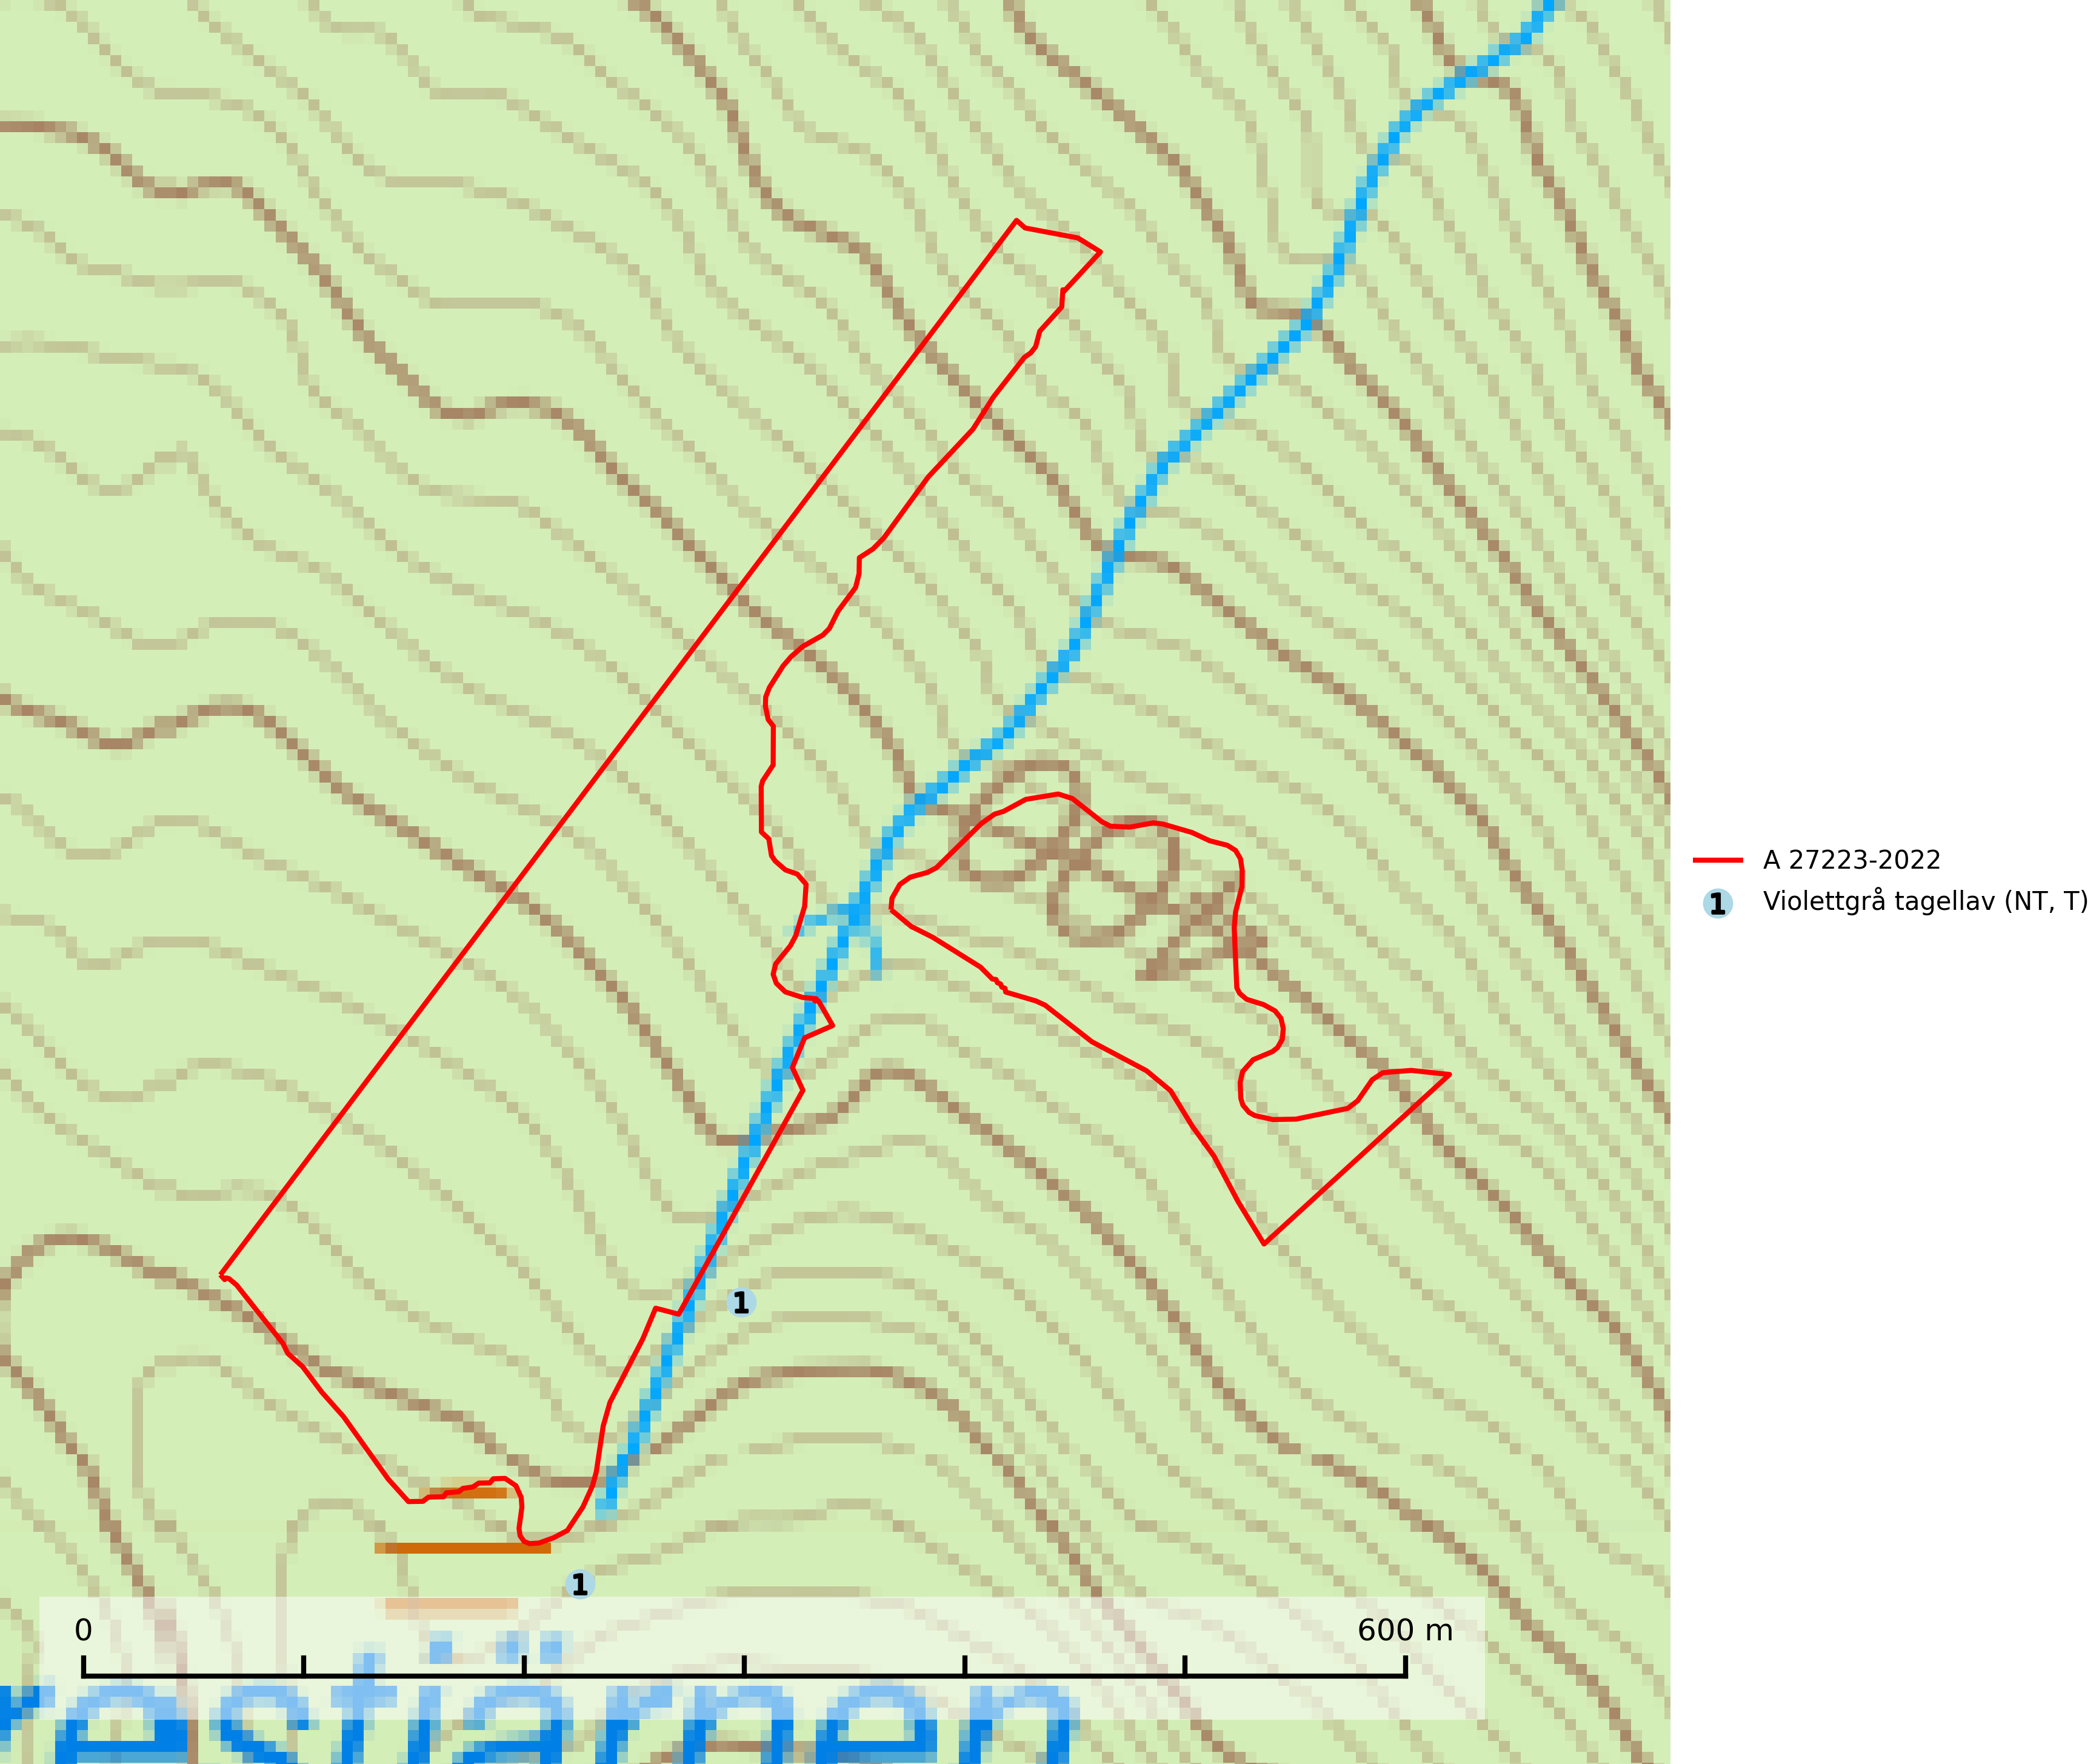 A 27223-2022
1 Violettgrå tagellav (NT, T)
1
1
0 600 m